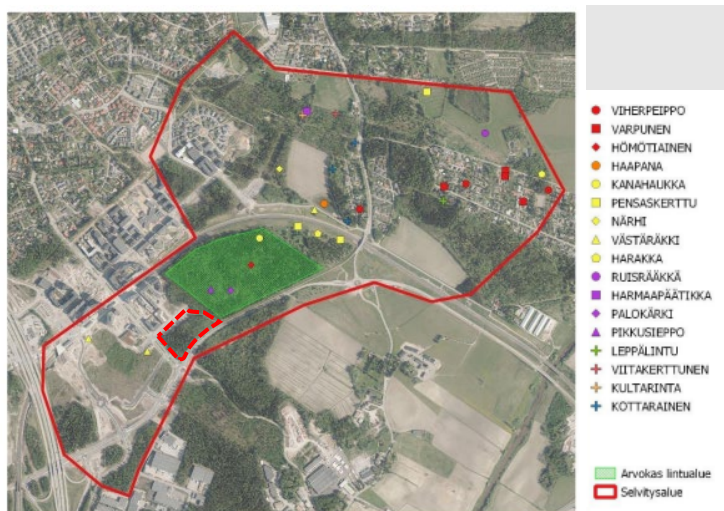 VIHERPEIPPO
VARPUNEN
HÖMÖTIAINEN
HAAPANA
KANAHAUKKA
PENSASKERTTU
NÄRHI
VÄSTÄRÄKKI
HARAKKA
RUISRÄÄKKÄ
HARMAAPÄÄTIKKA
PALOKÄRKI
PIKKUSIEPPO
LEPPÄLINTU
VIITAKERTTUNEN
KULTARINTA
KOTTARAINEN
Arvokas lintualue
Selvitysalue